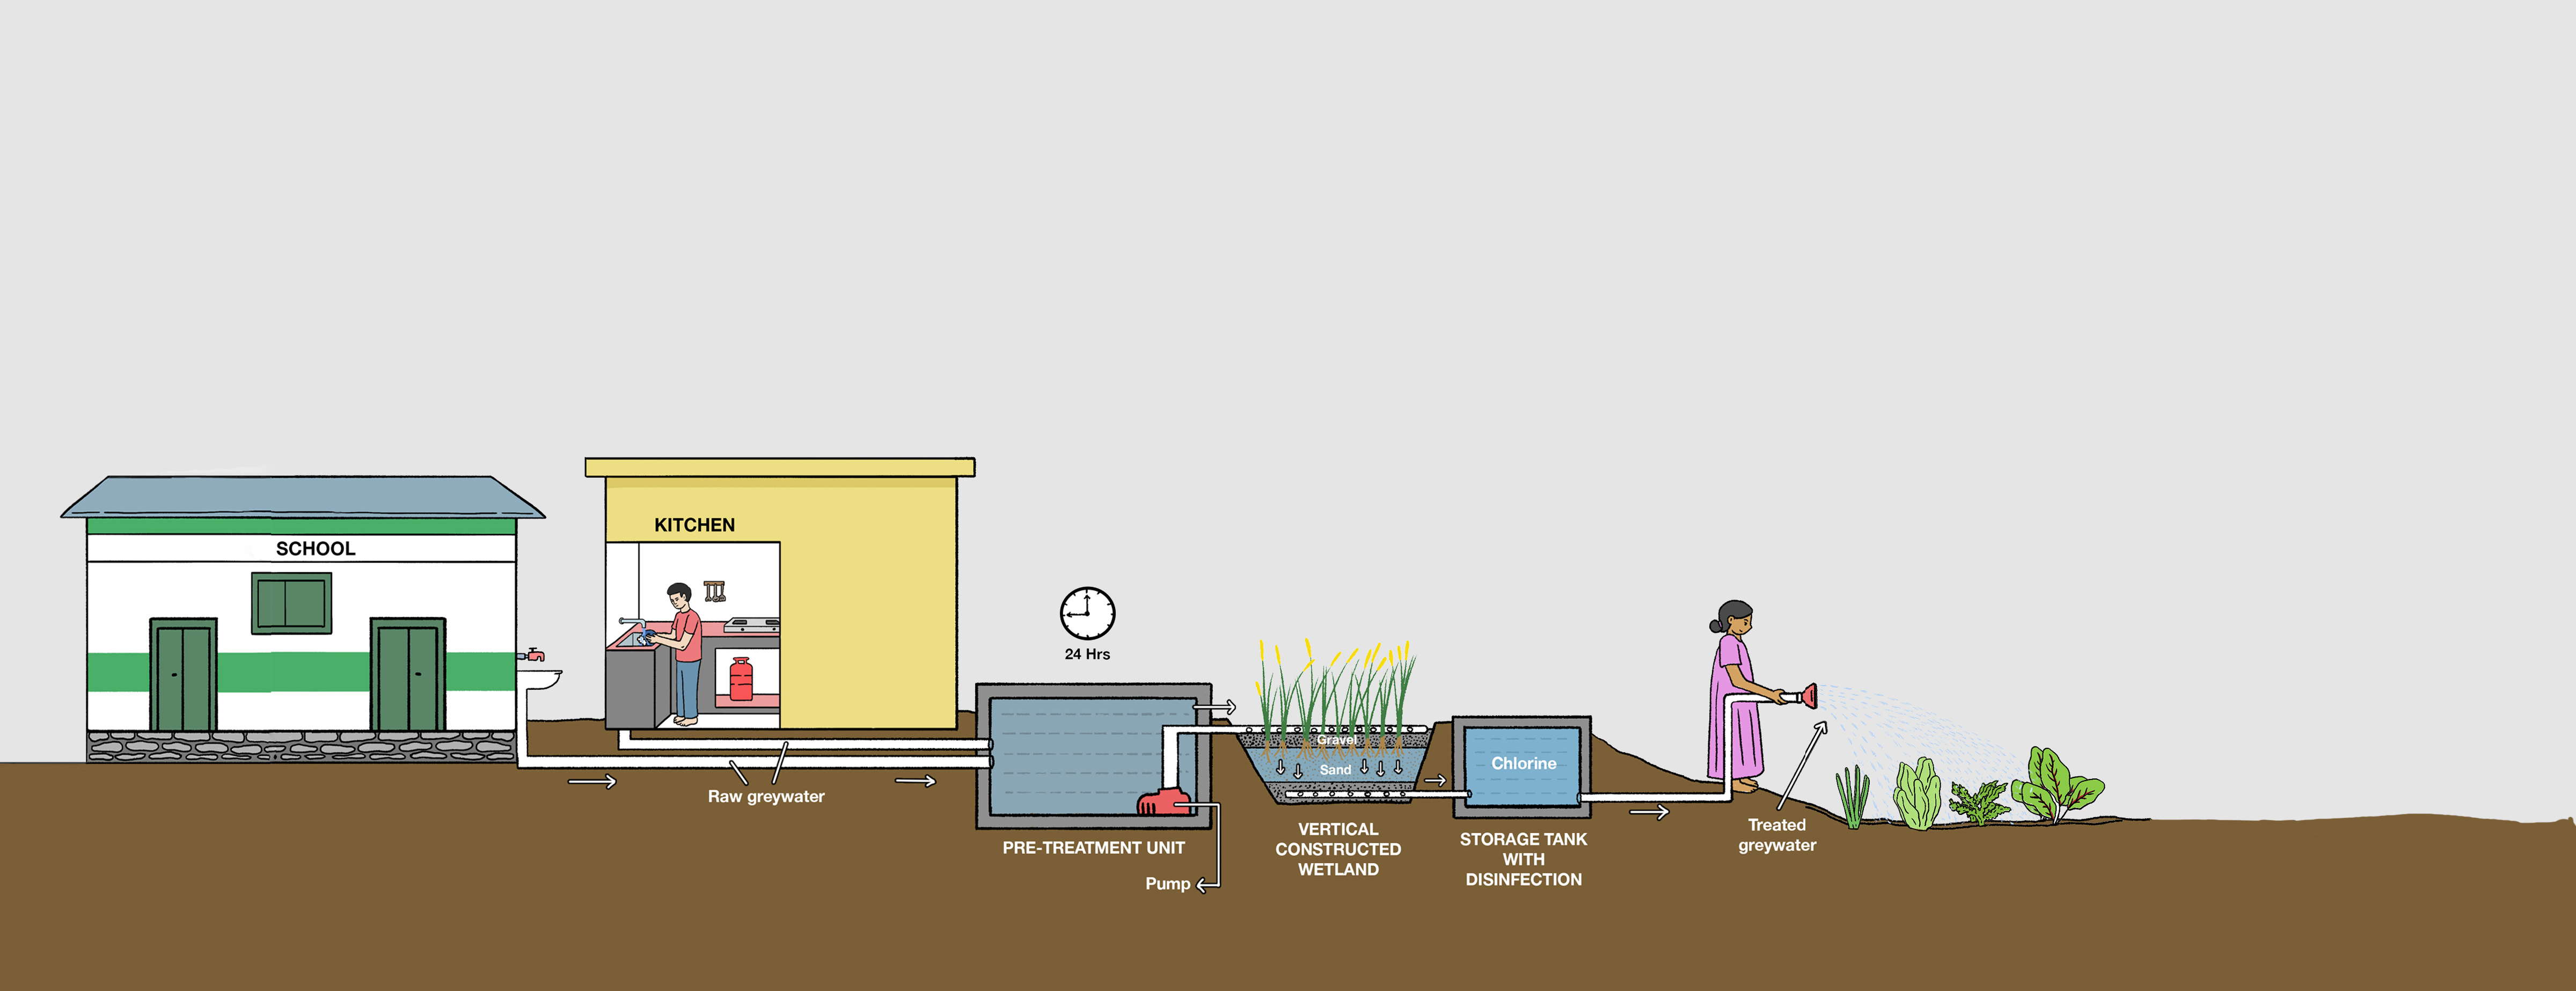 SCHOOL
KITCHEN
24 Hrs
Raw greywater
PRE-TREATMENT UNIT
Pump
Gravel
Sand
VERTICAL
CONSTRUCTED
WETLAND
Chlorine
STORAGE TANK
WITH
DISINFECTION
Treated
greywater